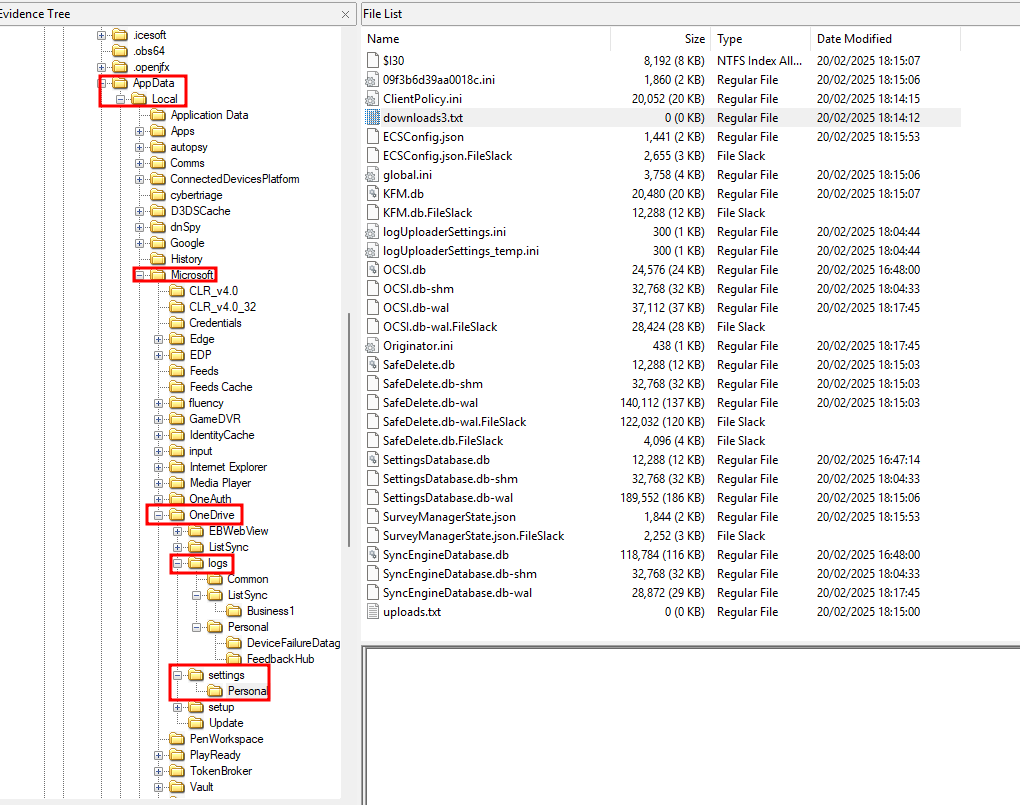 Evidence Tree
.icesoft
.obs64
.openjfx
AppData
Local
Application Data
Apps
autopsy
Comms
ConnectedDevicesPlatform
cybertriage
D3DSCache
dnSpy
Google
History
Microsoft
CLR_v4.0
CLR_v4.0_32
Credentials
Edge
EDP
Feeds
Feeds Cache
fluency
GameDVR
IdentityCache
input
Internet Explorer
Media Player
OneAuth
OneDrive
EBWebView
ListSync
logs
Common
ListSync
Business1
Personal
DeviceFailureDatag
FeedbackHub
settings
Personal
setup
Update
PenWorkspace
PlayReady
TokenBroker
Vault
File List
Name Size Type Date Modified
$I30 8,192 (8 KB) NTFS Index All... 20/02/2025 18:15:07
09f3b6d39aa0018c.ini 1,860 (2 KB) Regular File 20/02/2025 18:15:06
ClientPolicy.ini 20,052 (20 KB) Regular File 20/02/2025 18:14:15
downloads3.txt 0 (0 KB) Regular File 20/02/2025 18:14:12
ECSConfig.json 1,441 (2 KB) Regular File 20/02/2025 18:15:53
ECSConfig.json.FileSlack 2,655 (3 KB) File Slack
global.ini 3,758 (4 KB) Regular File 20/02/2025 18:15:06
KFM.db 20,480 (20 KB) Regular File 20/02/2025 18:15:07
KFM.db.FileSlack 12,288 (12 KB) File Slack
logUploaderSettings.ini 300 (1 KB) Regular File 20/02/2025 18:04:44
logUploaderSettings_temp.ini 300 (1 KB) Regular File 20/02/2025 18:04:44
OCSI.db 24,576 (24 KB) Regular File 20/02/2025 16:48:00
OCSI.db-shm 32,768 (32 KB) Regular File 20/02/2025 18:04:33
OCSI.db-wal 37,112 (37 KB) Regular File 20/02/2025 18:17:45
OCSI.db-wal.FileSlack 28,424 (28 KB) File Slack
Originator.ini 438 (1 KB) Regular File 20/02/2025 18:17:45
SafeDelete.db 12,288 (12 KB) Regular File 20/02/2025 18:15:03
SafeDelete.db-shm 32,768 (32 KB) Regular File 20/02/2025 18:15:03
SafeDelete.db-wal 140,112 (137 KB) Regular File 20/02/2025 18:15:03
SafeDelete.db-wal.FileSlack 122,032 (120 KB) File Slack
SafeDelete.db.FileSlack 4,096 (4 KB) File Slack
SettingsDatabase.db 12,288 (12 KB) Regular File 20/02/2025 16:47:14
SettingsDatabase.db-shm 32,768 (32 KB) Regular File 20/02/2025 18:04:33
SettingsDatabase.db-wal 189,552 (186 KB) Regular File 20/02/2025 18:15:06
SurveyManagerState.json 1,844 (2 KB) Regular File 20/02/2025 18:15:53
SurveyManagerState.json.FileSlack 2,252 (3 KB) File Slack
SyncEngineDatabase.db 118,784 (116 KB) Regular File 20/02/2025 16:48:00
SyncEngineDatabase.db-shm 32,768 (32 KB) Regular File 20/02/2025 18:04:33
SyncEngineDatabase.db-wal 28,872 (29 KB) Regular File 20/02/2025 18:17:45
uploads.txt 0 (0 KB) Regular File 20/02/2025 18:15:00